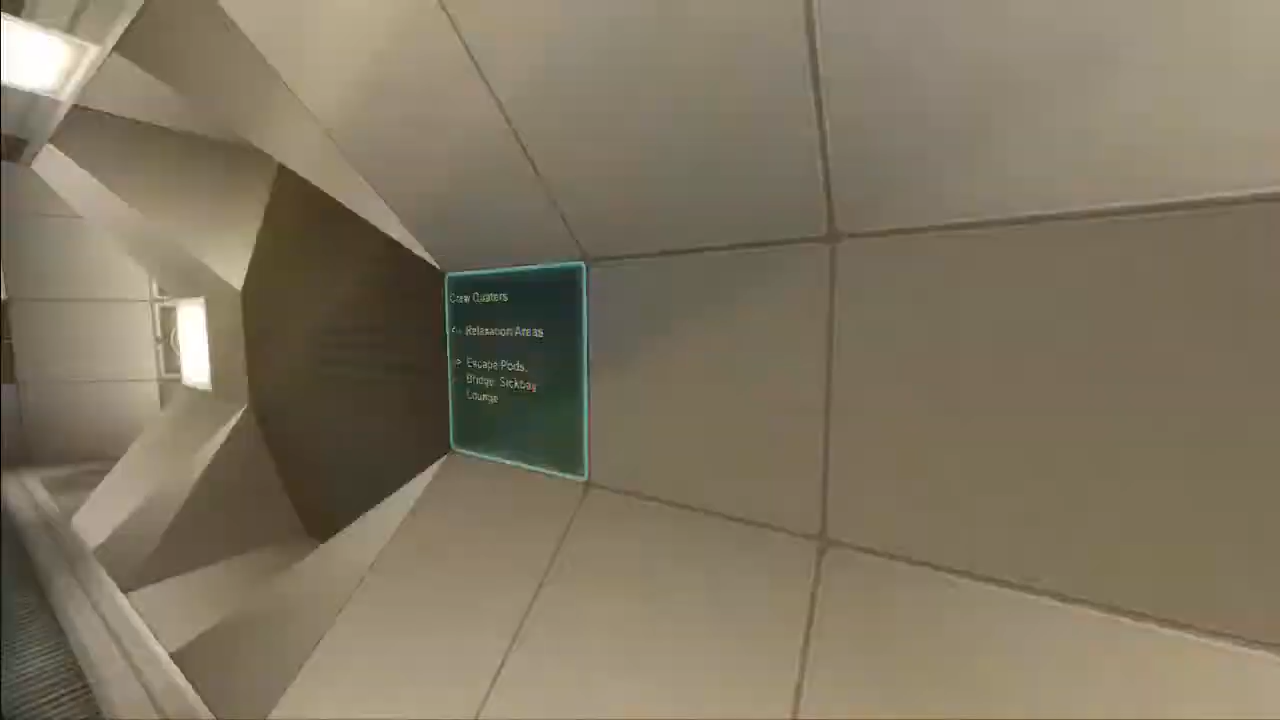 Crew Quaters
<- Relaxation Areas
-> Escape Pods,
Bridge, Sickbay
Lounge